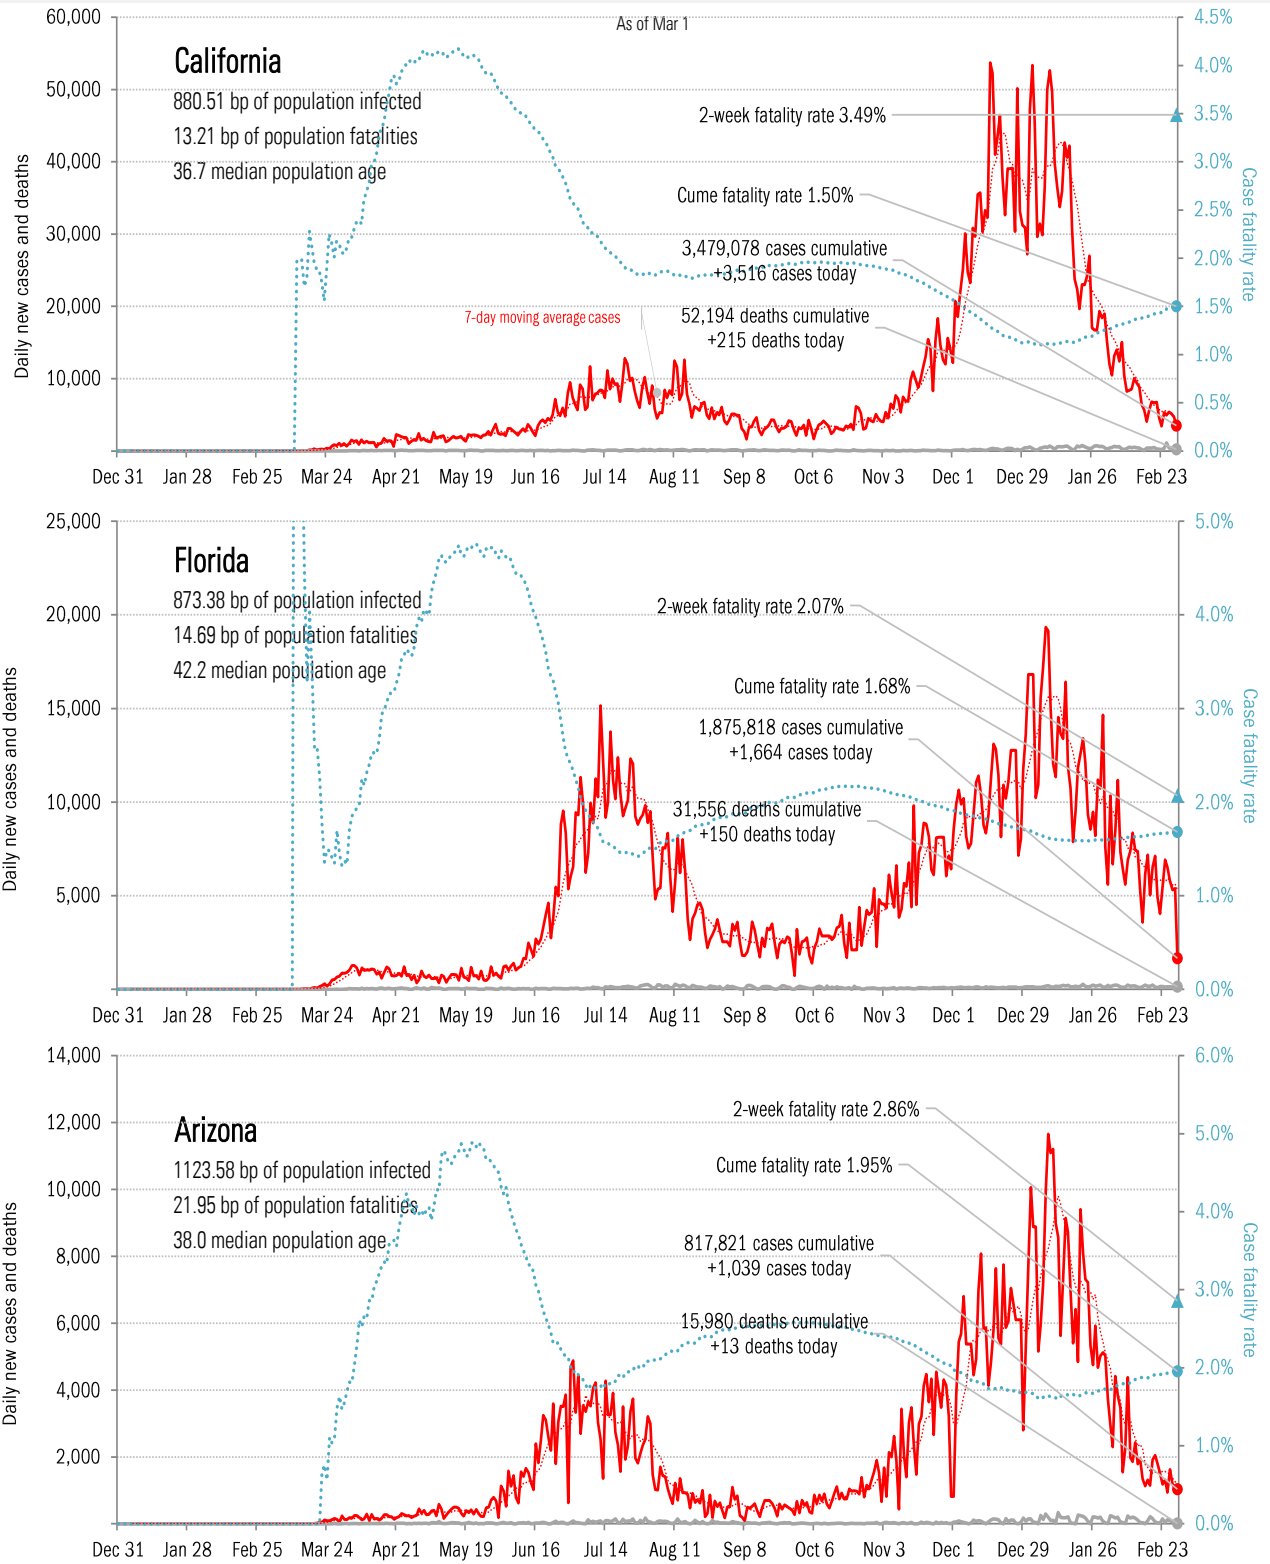 As of Mar 1
California
880.51 bp of population infected
13.21 bp of population fatalities
36.7 median population age
60,000
50,000
40,000
30,000
20,000
10,000
Daily new cases and deaths
4.5%
4.0%
3.5%
3.0%
2.5%
2.0%
1.5%
1.0%
0.5%
0.0%
Case fatality rate
2-week fatality rate 3.49%
Cume fatality rate 1.50%
3,479,078 cases cumulative
+3,516 cases today
52,194 deaths cumulative
+215 deaths today
7-day moving average cases
Dec 31 Jan 28 Feb 25 Mar 24 Apr 21 May 19 Jun 16 Jul 14 Aug 11 Sep 8 Oct 6 Nov 3 Dec 1 Dec 29 Jan 26 Feb 23
Florida
873.38 bp of population infected
14.69 bp of population fatalities
42.2 median population age
25,000
20,000
15,000
10,000
5,000
Daily new cases and deaths
5.0%
4.0%
3.0%
2.0%
1.0%
0.0%
Case fatality rate
2-week fatality rate 2.07%
Cume fatality rate 1.68%
1,875,818 cases cumulative
+1,664 cases today
31,556 deaths cumulative
+150 deaths today
Dec 31 Jan 28 Feb 25 Mar 24 Apr 21 May 19 Jun 16 Jul 14 Aug 11 Sep 8 Oct 6 Nov 3 Dec 1 Dec 29 Jan 26 Feb 23
Arizona
1123.58 bp of population infected
21.95 bp of population fatalities
38.0 median population age
14,000
12,000
10,000
8,000
6,000
4,000
2,000
Daily new cases and deaths
6.0%
5.0%
4.0%
3.0%
2.0%
1.0%
0.0%
Case fatality rate
2-week fatality rate 2.86%
Cume fatality rate 1.95%
817,821 cases cumulative
+1,039 cases today
15,980 deaths cumulative
+13 deaths today
Dec 31 Jan 28 Feb 25 Mar 24 Apr 21 May 19 Jun 16 Jul 14 Aug 11 Sep 8 Oct 6 Nov 3 Dec 1 Dec 29 Jan 26 Feb 23